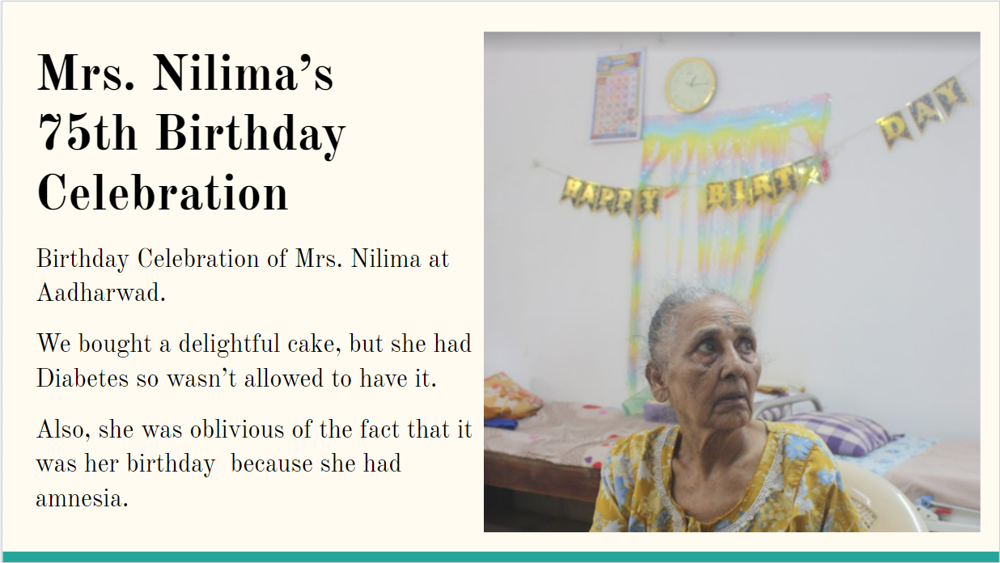 Mrs. Nilima’s
75th Birthday
Celebration
Birthday Celebration of Mrs. Nilima at
Aadharwad.
We bought a delightful cake, but she had
Diabetes so wasn’t allowed to have it.
Also, she was oblivious of the fact that it
was her birthday  because she had
amnesia.
HAPPY BIRTH DAY